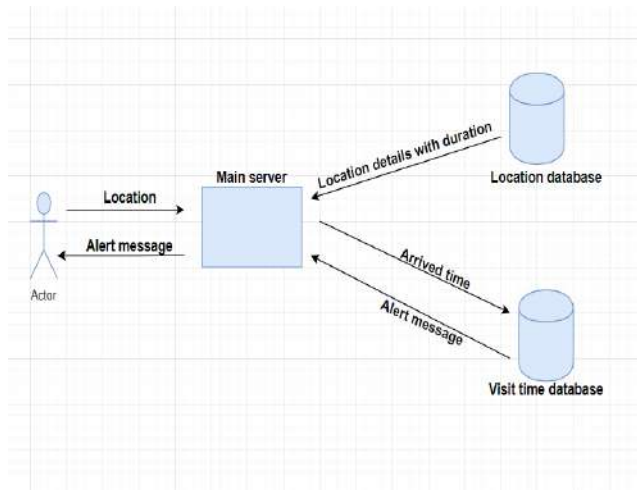 Location details with duration
Main server
Location database
Location
Alert message
Actor
Arrived time
Alert message
Visit time database